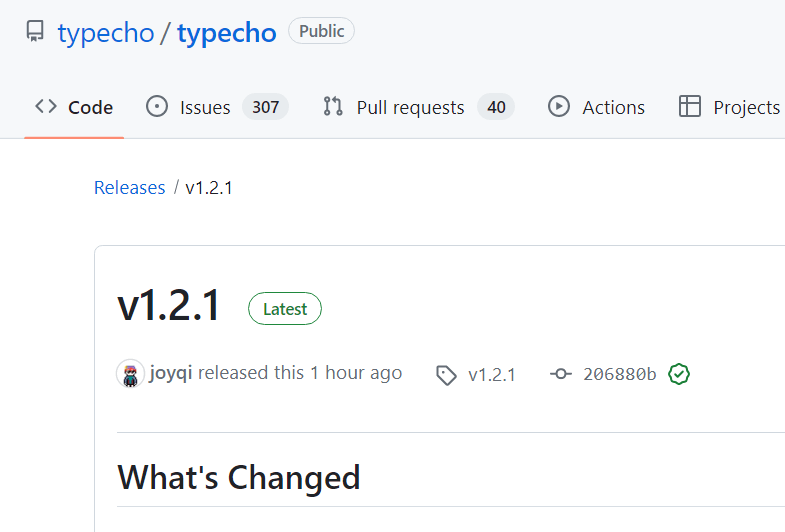 typecho / typecho Public
Code Issues 307 Pull requests 40 Actions Projects
Releases / v1.2.1
v1.2.1 Latest
joyqi released this 1 hour ago v1.2.1 206880b
What's Changed